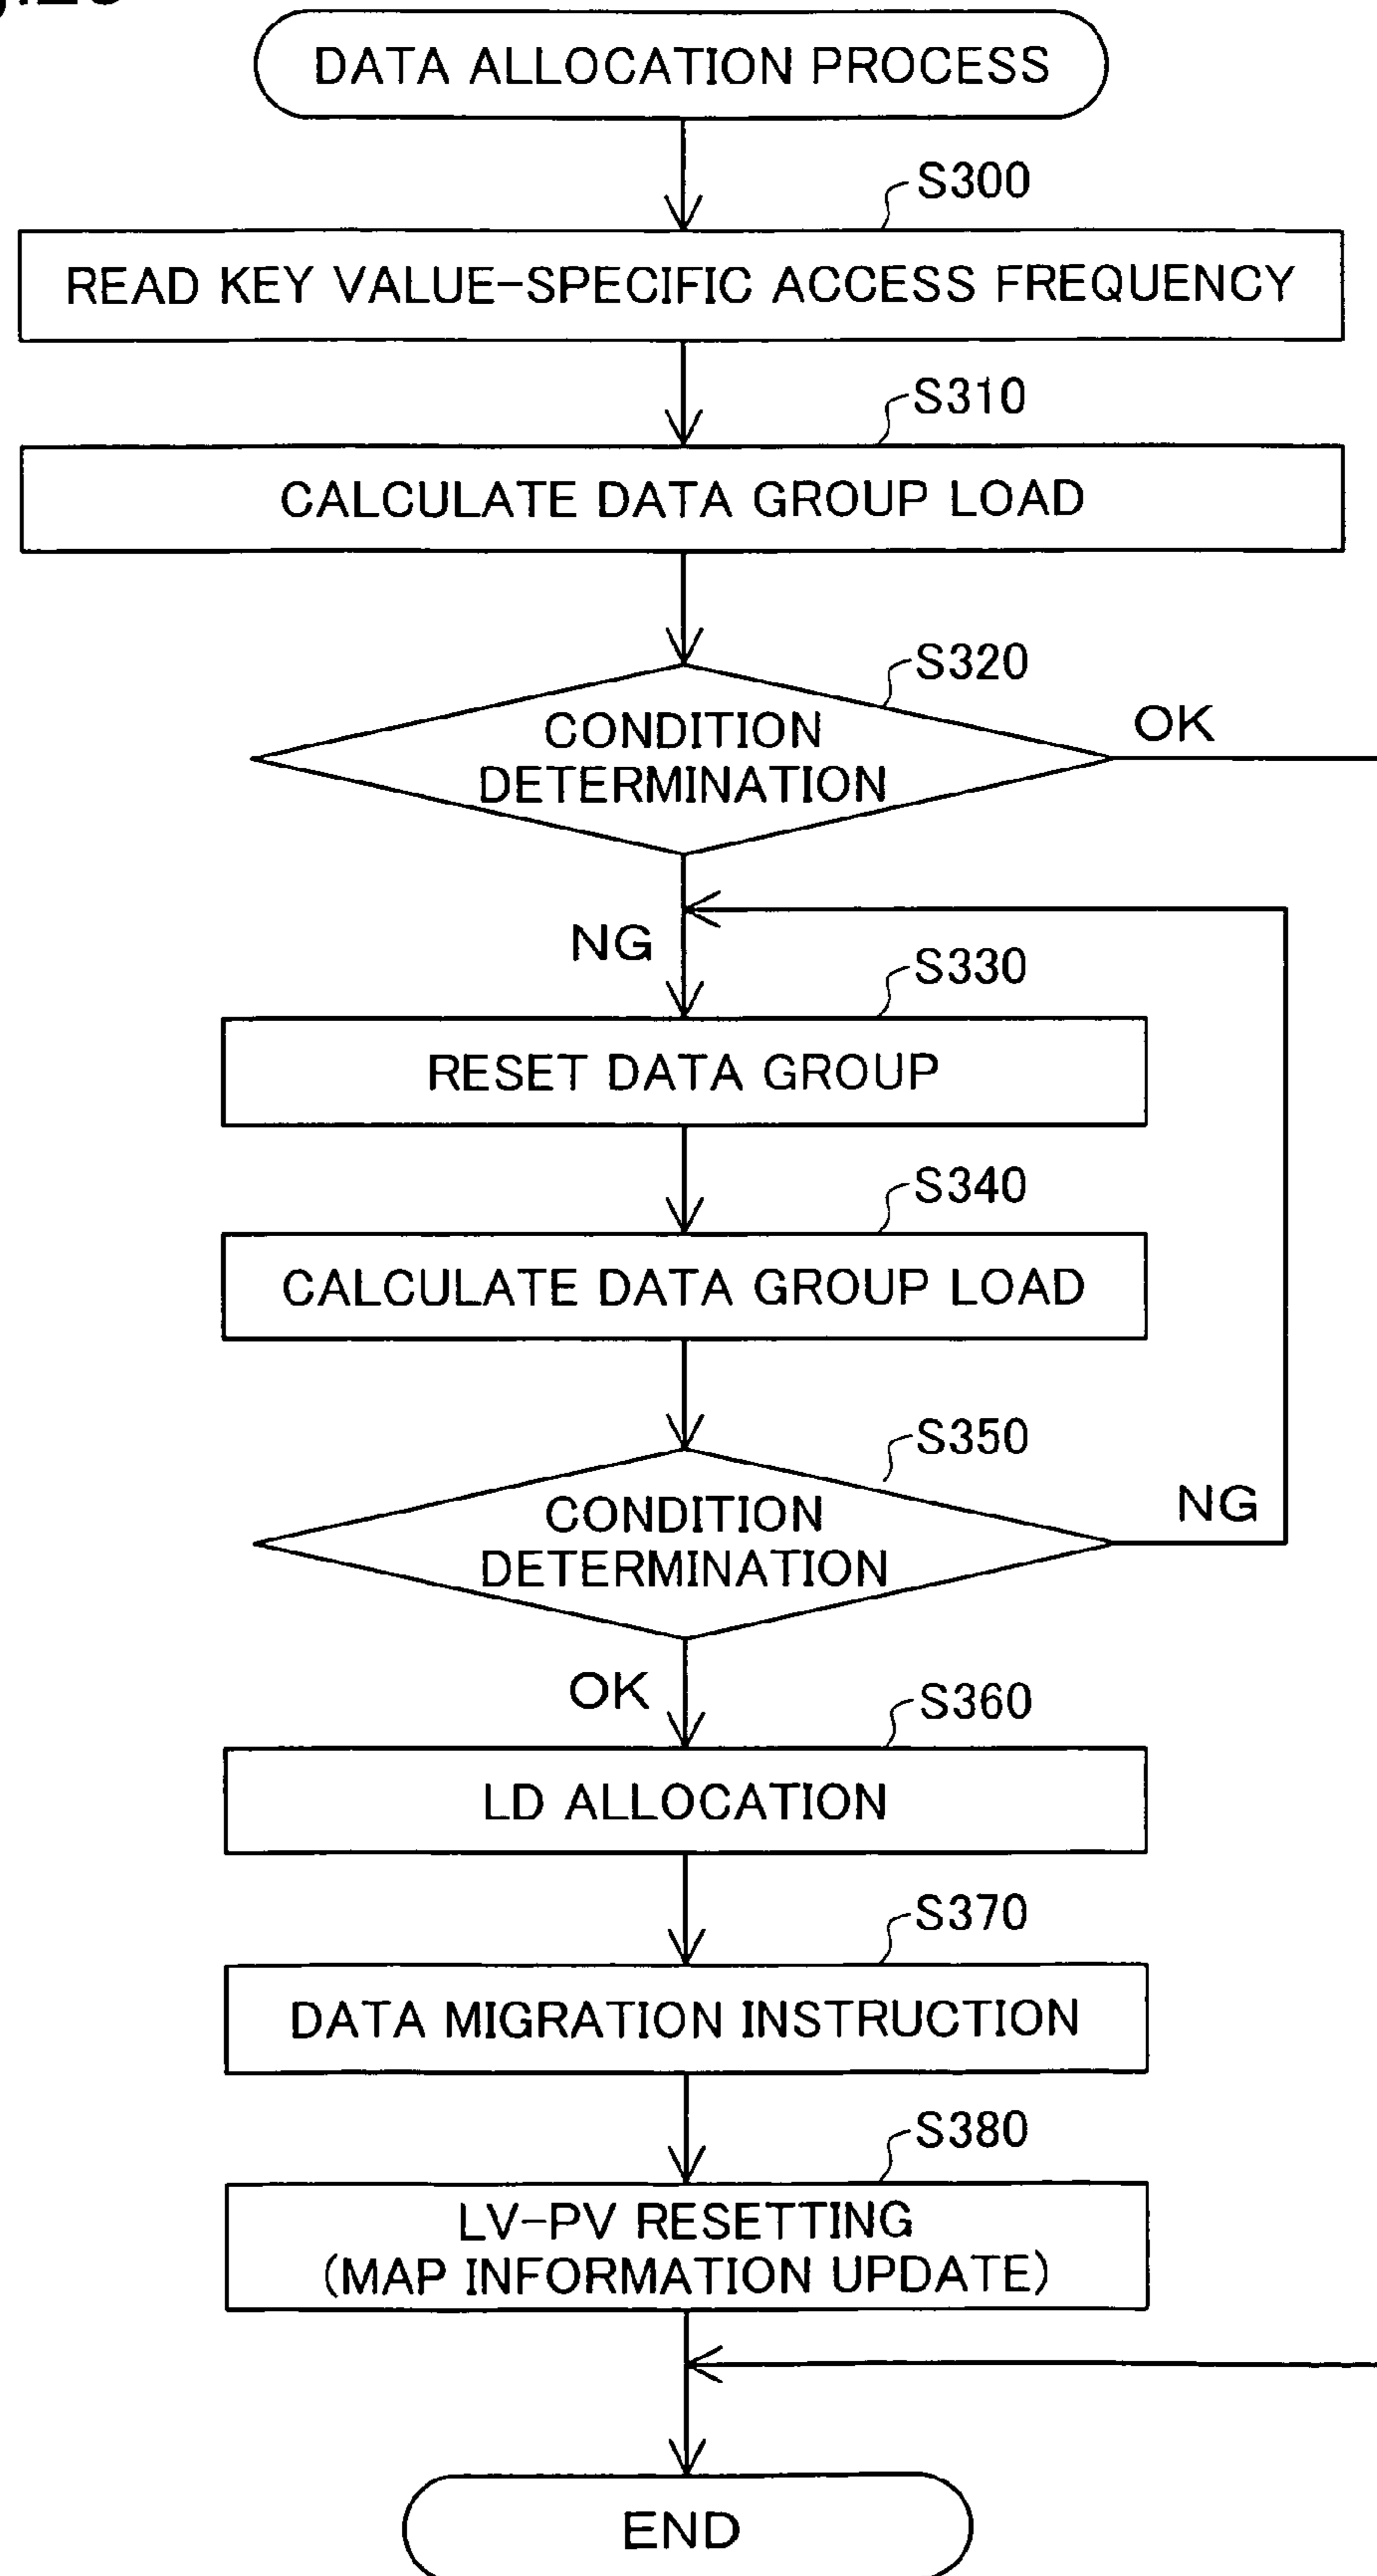 DATA ALLOCATION PROCESS
S300
READ KEY VALUE-SPECIFIC ACCESS FREQUENCY
S310
CALCULATE DATA GROUP LOAD
S320
CONDITION
DETERMINATION
OK
NG
S330
RESET DATA GROUP
S340
CALCULATE DATA GROUP LOAD
S350
CONDITION
DETERMINATION
NG
OK
S360
LD ALLOCATION
S370
DATA MIGRATION INSTRUCTION
S380
LV-PV RESETTING
(MAP INFORMATION UPDATE)
END